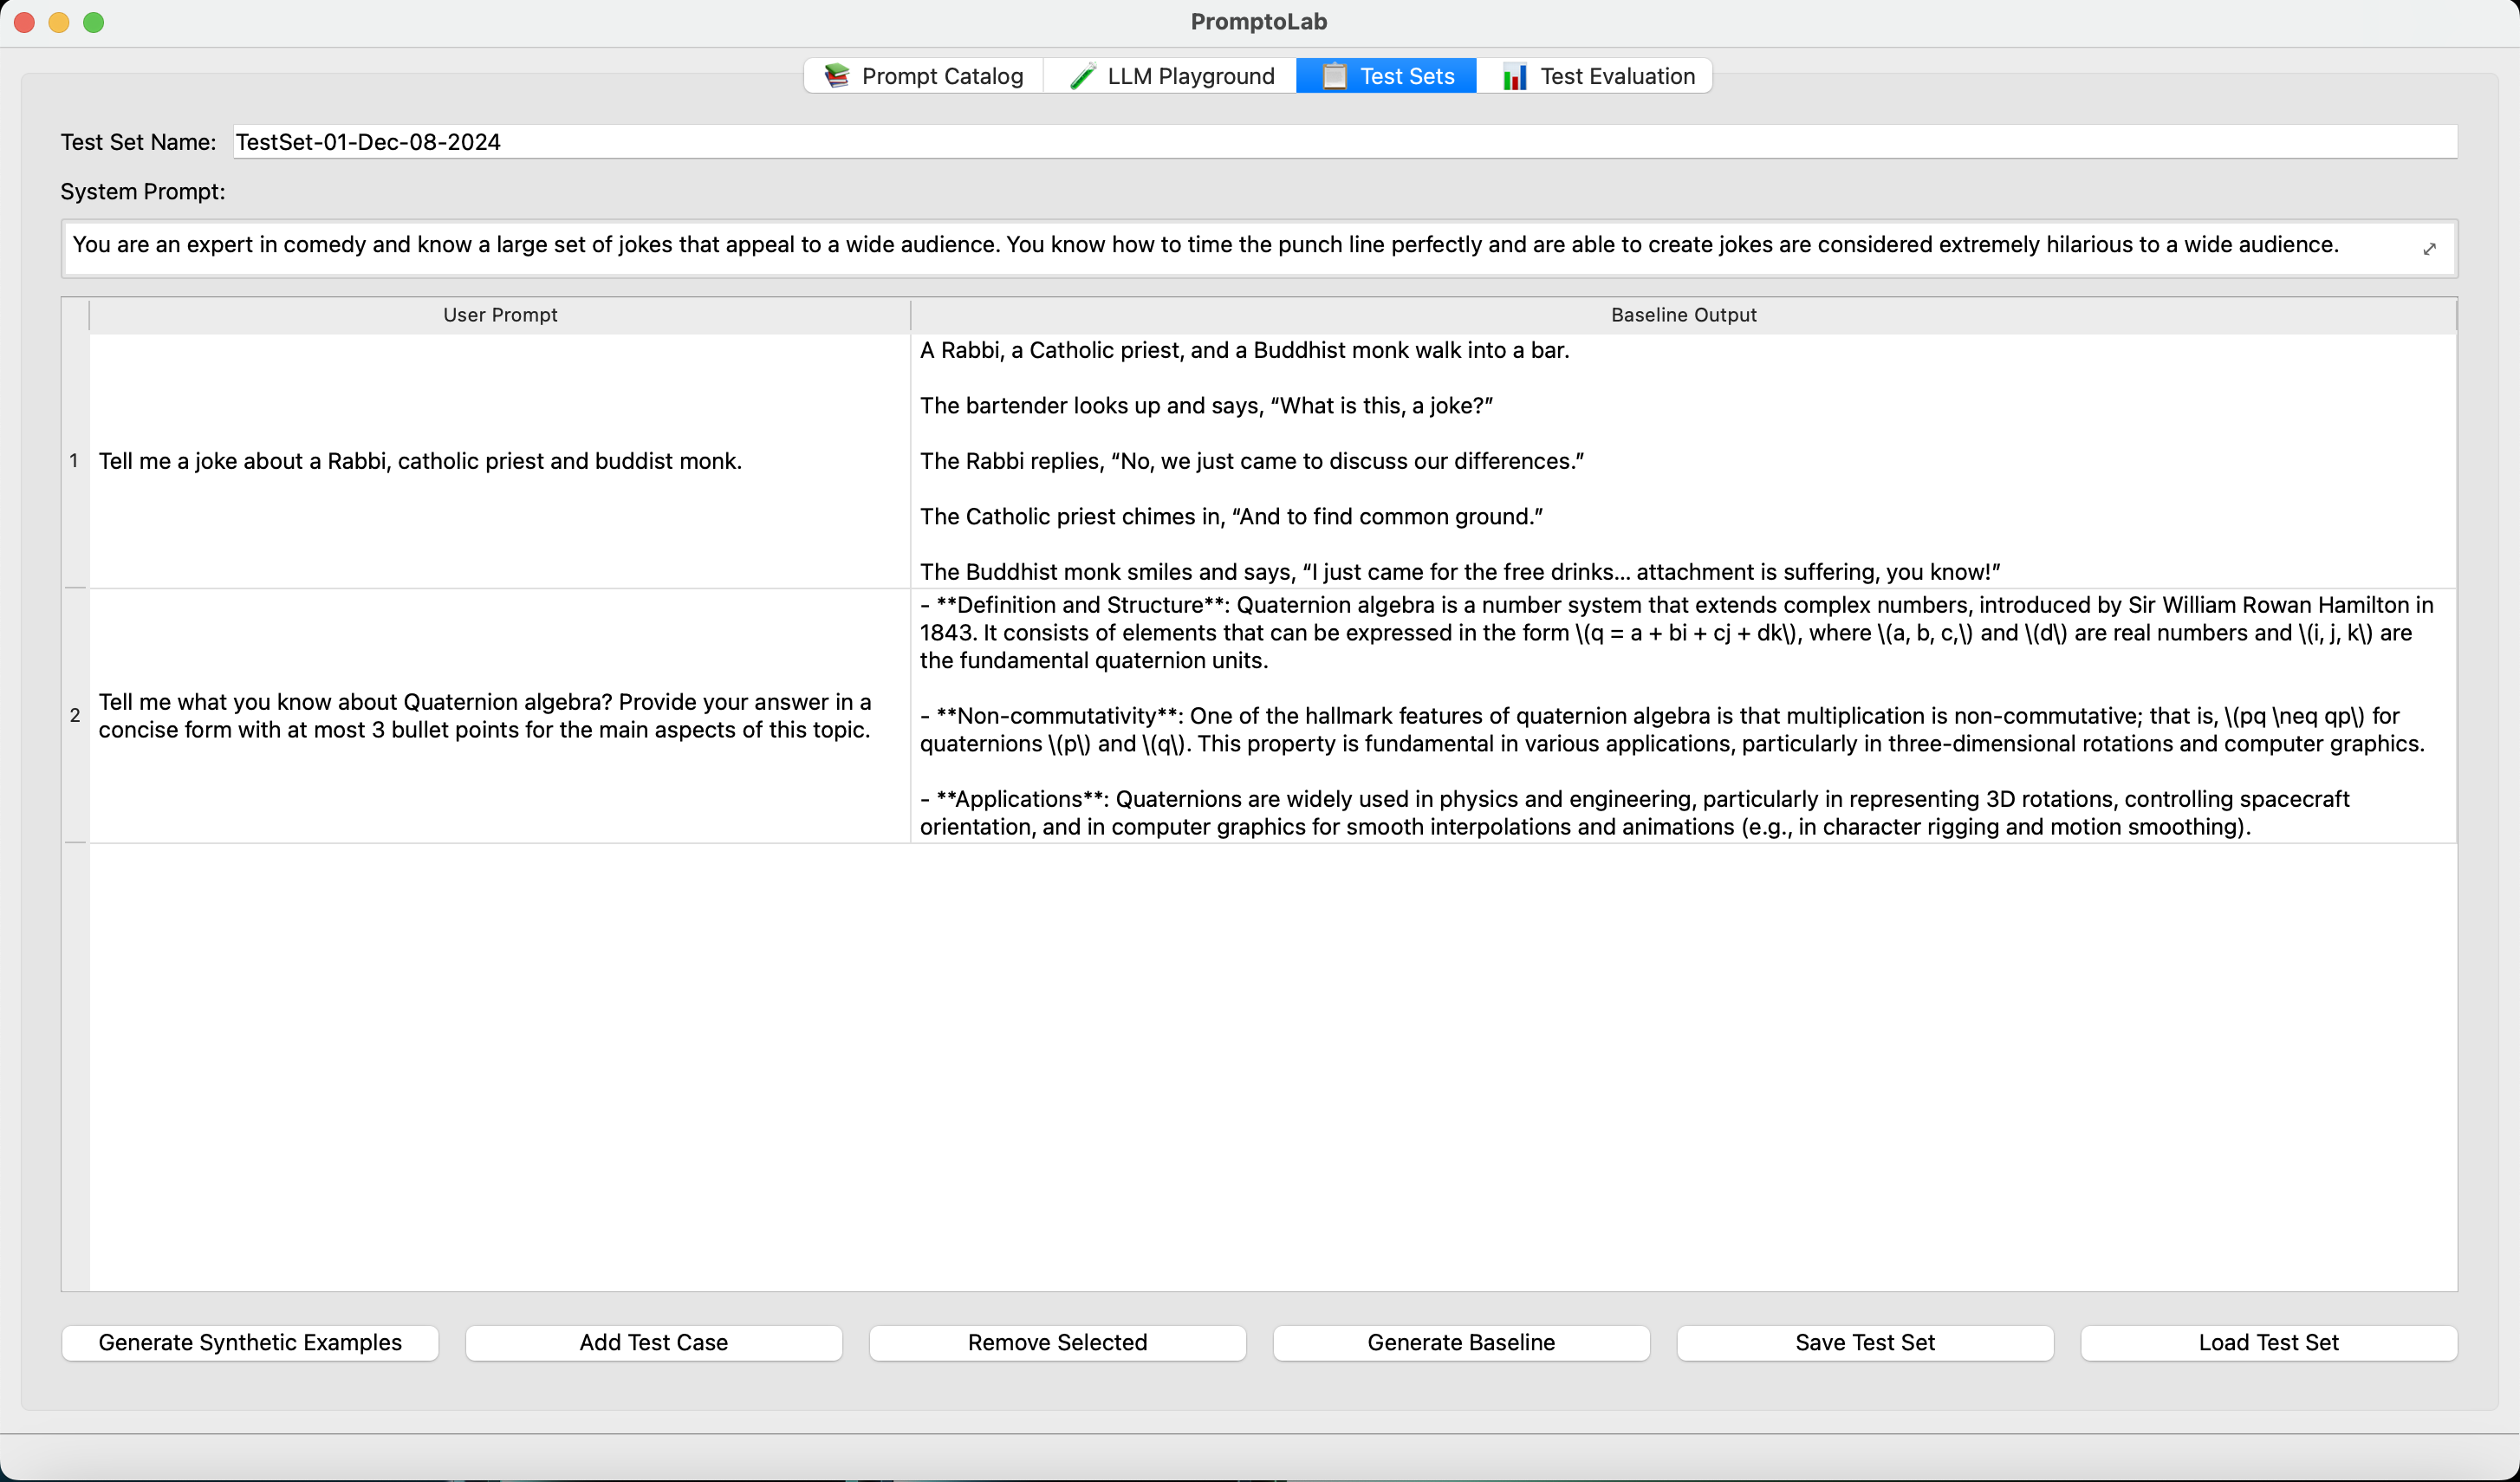 PromptoLab
Prompt Catalog
LLM Playground
Test Sets
Test Evaluation
Test Set Name: TestSet-01-Dec-08-2024
System Prompt:
You are an expert in comedy and know a large set of jokes that appeal to a wide audience. You know how to time the punch line perfectly and are able to create jokes are considered extremely hilarious to a wide audience.
User Prompt
Baseline Output
1
Tell me a joke about a Rabbi, catholic priest and buddist monk.
A Rabbi, a Catholic priest, and a Buddhist monk walk into a bar.
The bartender looks up and says, “What is this, a joke?”
The Rabbi replies, “No, we just came to discuss our differences.”
The Catholic priest chimes in, “And to find common ground.”
The Buddhist monk smiles and says, “I just came for the free drinks... attachment is suffering, you know!”
2
Tell me what you know about Quaternion algebra? Provide your answer in a
concise form with at most 3 bullet points for the main aspects of this topic.
- **Definition and Structure**: Quaternion algebra is a number system that extends complex numbers, introduced by Sir William Rowan Hamilton in
1843. It consists of elements that can be expressed in the form \(q = a + bi + cj + dk\), where \(a, b, c,\) and \(d\) are real numbers and \(i, j, k\) are
the fundamental quaternion units.
- **Non-commutativity**: One of the hallmark features of quaternion algebra is that multiplication is non-commutative; that is, \(pq \neq qp\) for
quaternions \(p\) and \(q\). This property is fundamental in various applications, particularly in three-dimensional rotations and computer graphics.
- **Applications**: Quaternions are widely used in physics and engineering, particularly in representing 3D rotations, controlling spacecraft
orientation, and in computer graphics for smooth interpolations and animations (e.g., in character rigging and motion smoothing).
Generate Synthetic Examples
Add Test Case
Remove Selected
Generate Baseline
Save Test Set
Load Test Set